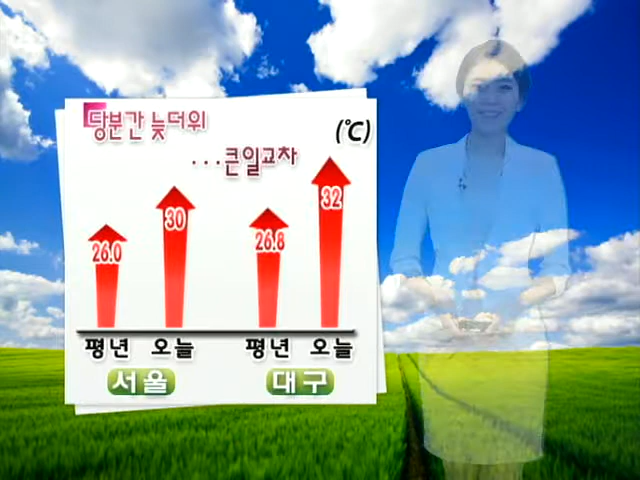 당분간 늦더위
...큰일교차
(℃)
26.0 30 26.8 32
평년 오늘 평년 오늘
서울 대구